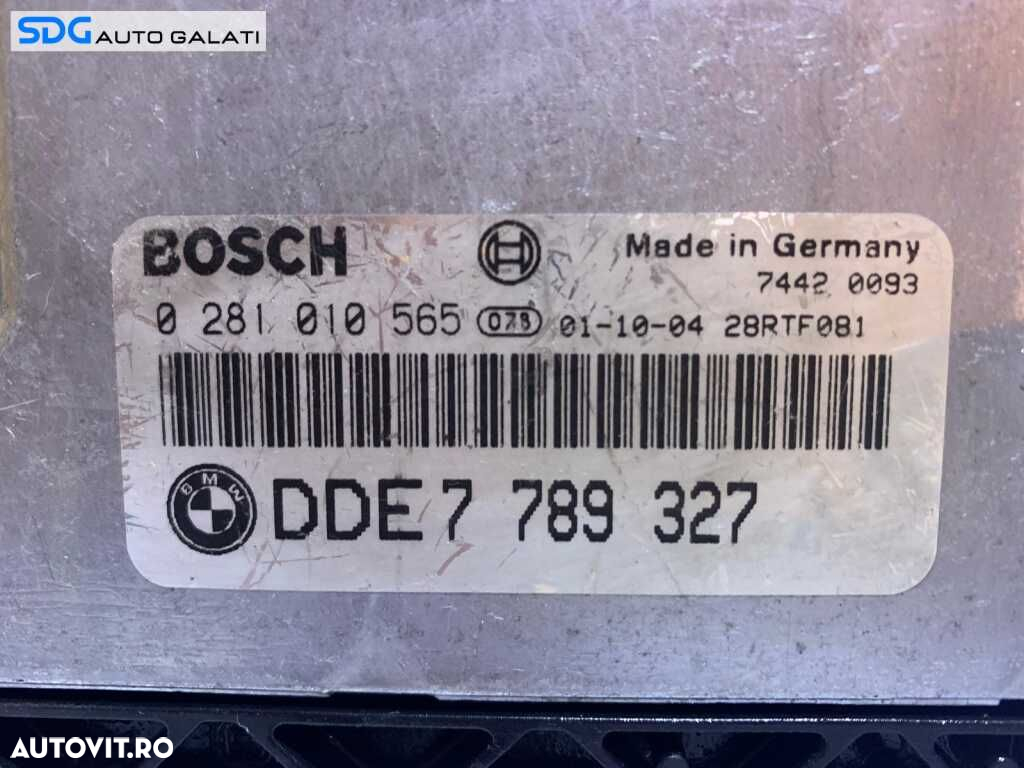 SDG AUTO GALATI
BOSCH Made in Germany
7442 0093
0 281 010 565 078 01-10-04 28RTF081
BMW DDE 7 789 327
AUTOVIT.RO